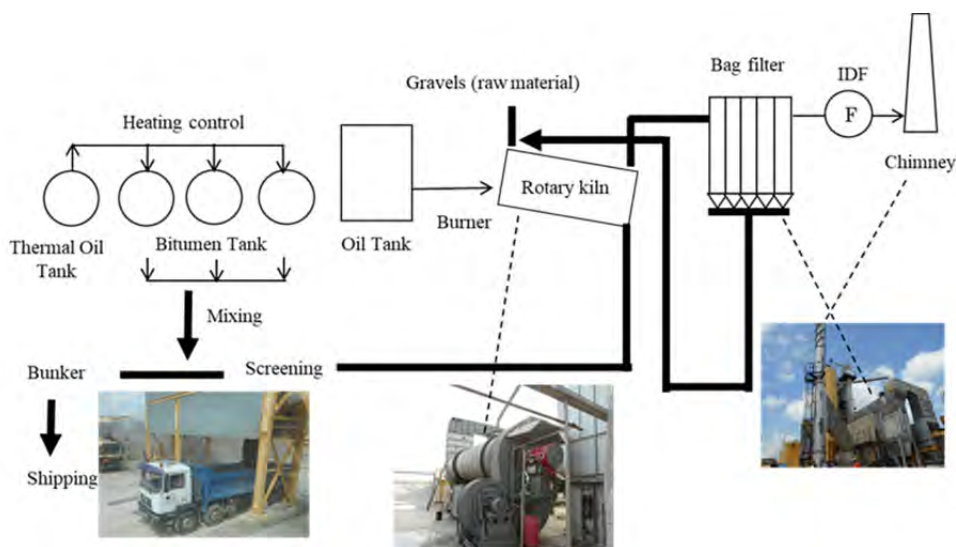 Bag filter
IDF
F
Gravels (raw material)
Heating control
Rotary kiln
Chimney
Burner
Oil Tank
Thermal Oil
Tank
Bitumen Tank
Mixing
Screening
Bunker
Shipping